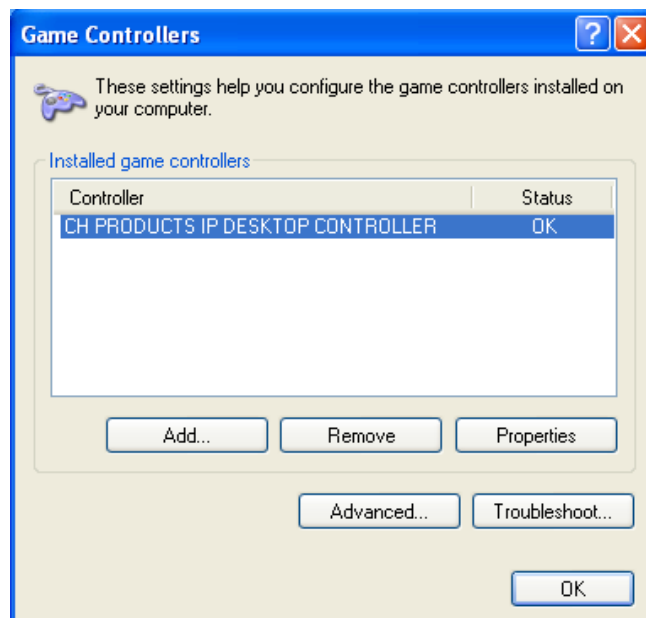 Game Controllers
These settings help you configure the game controllers installed on
your computer.
Installed game controllers
Controller Status
CH PRODUCTS IP DESKTOP CONTROLLER OK
Add... Remove Properties
Advanced... Troubleshoot...
OK